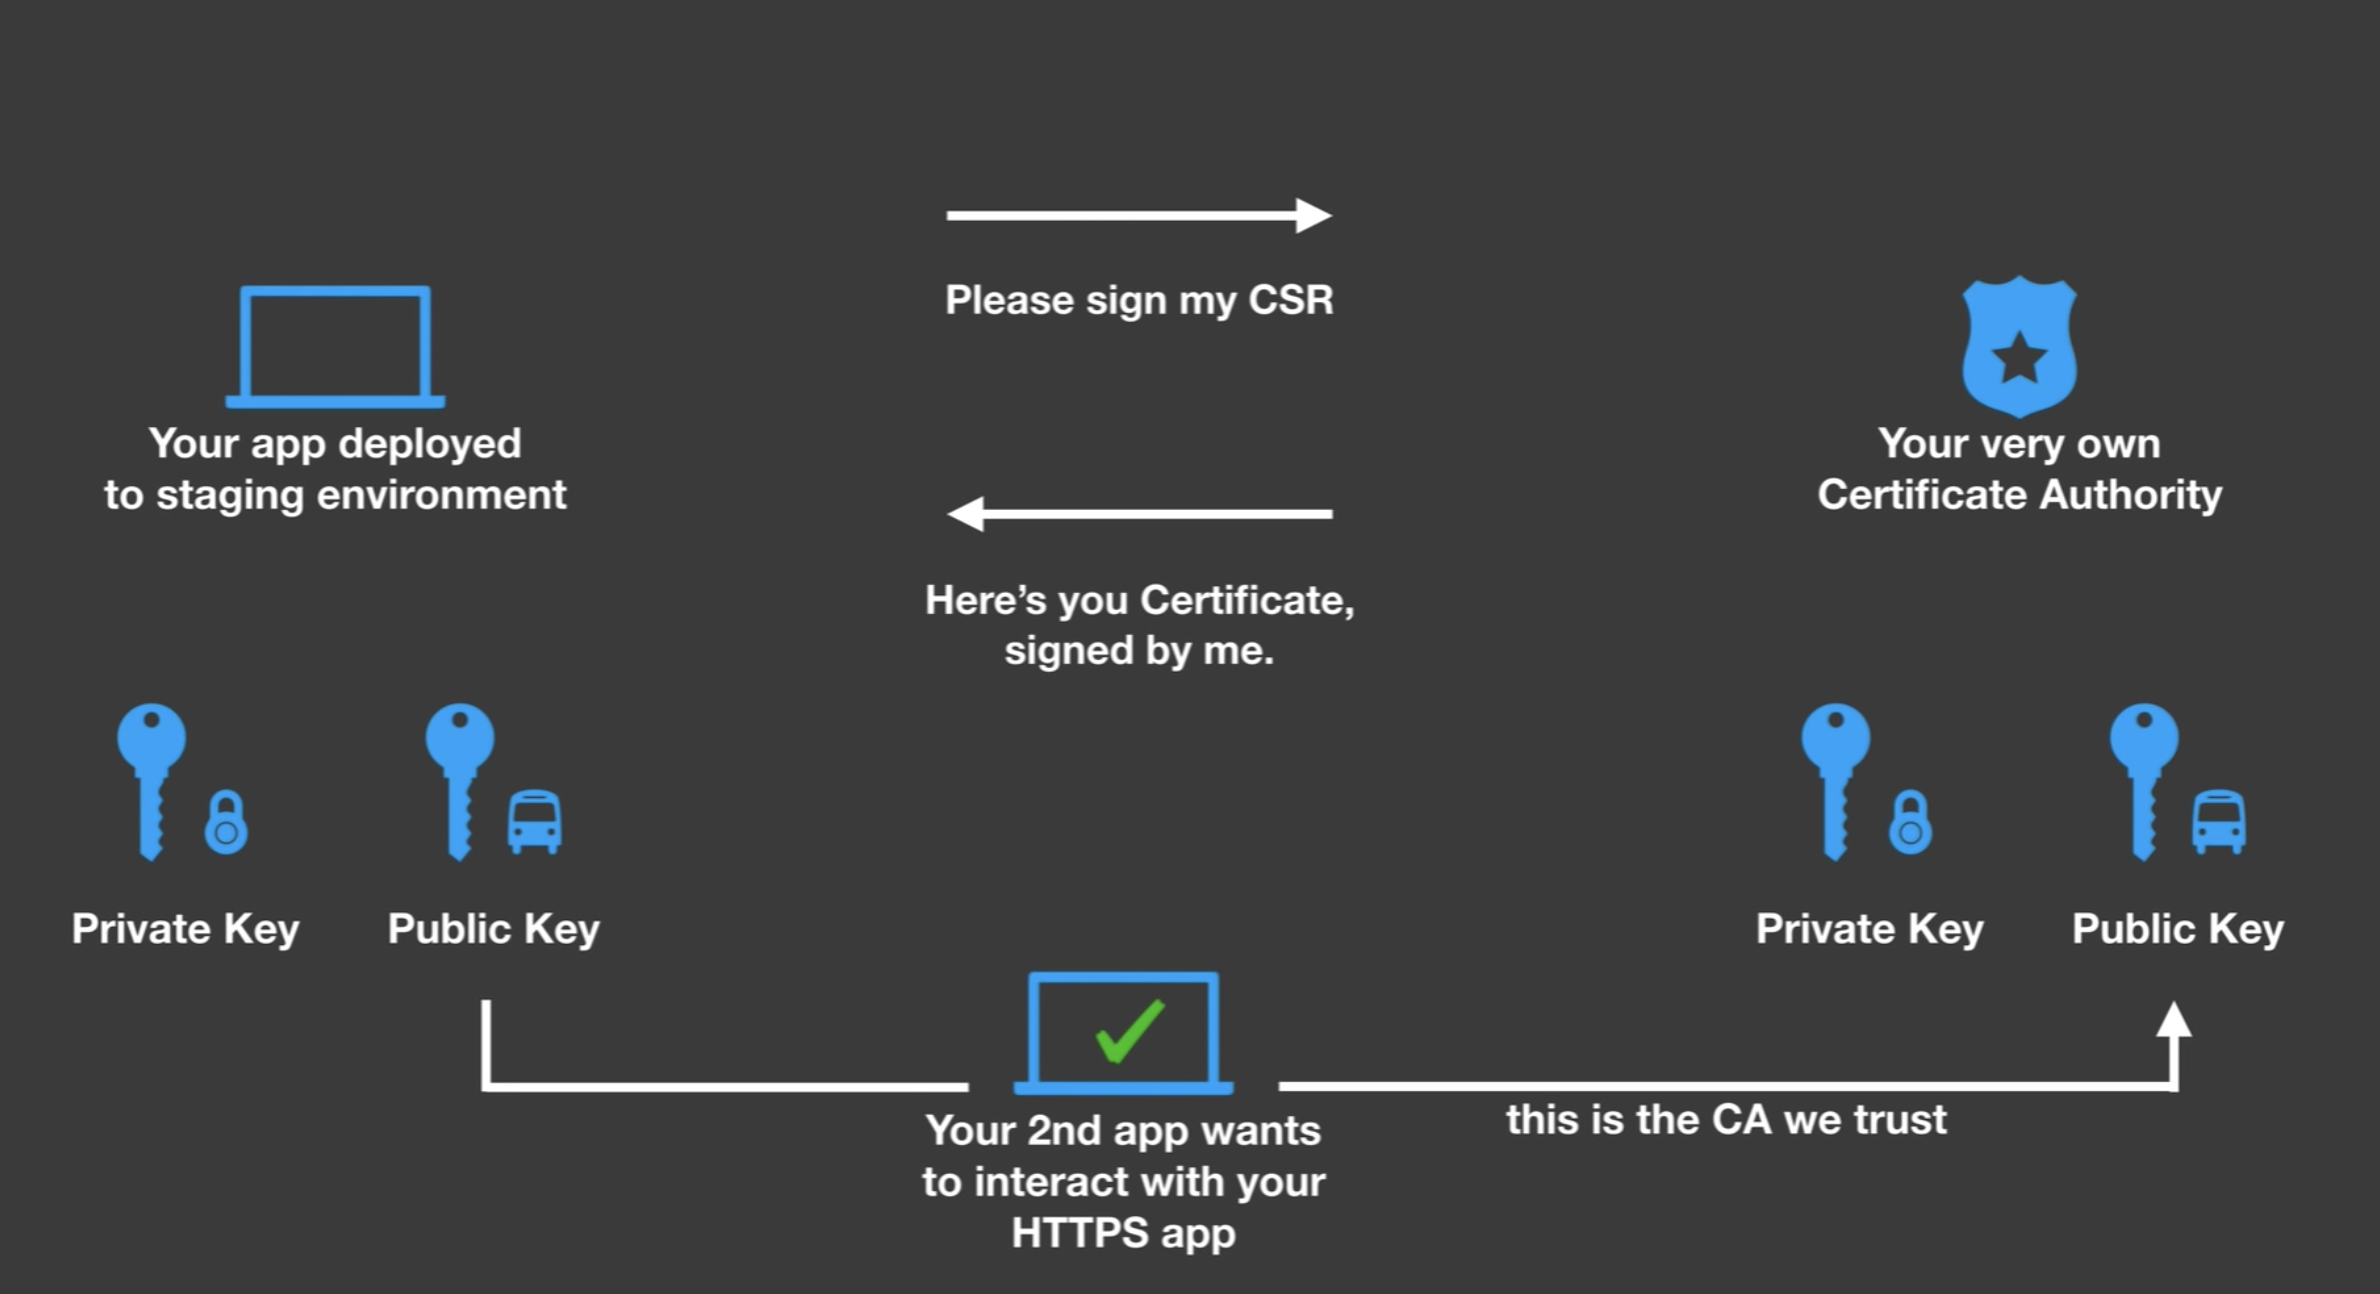 Please sign my CSR
Your app deployed
to staging environment
Your very own
Certificate Authority
Here’s you Certificate,
signed by me.
Private Key
Public Key
Private Key
Public Key
this is the CA we trust
Your 2nd app wants
to interact with your
HTTPS app